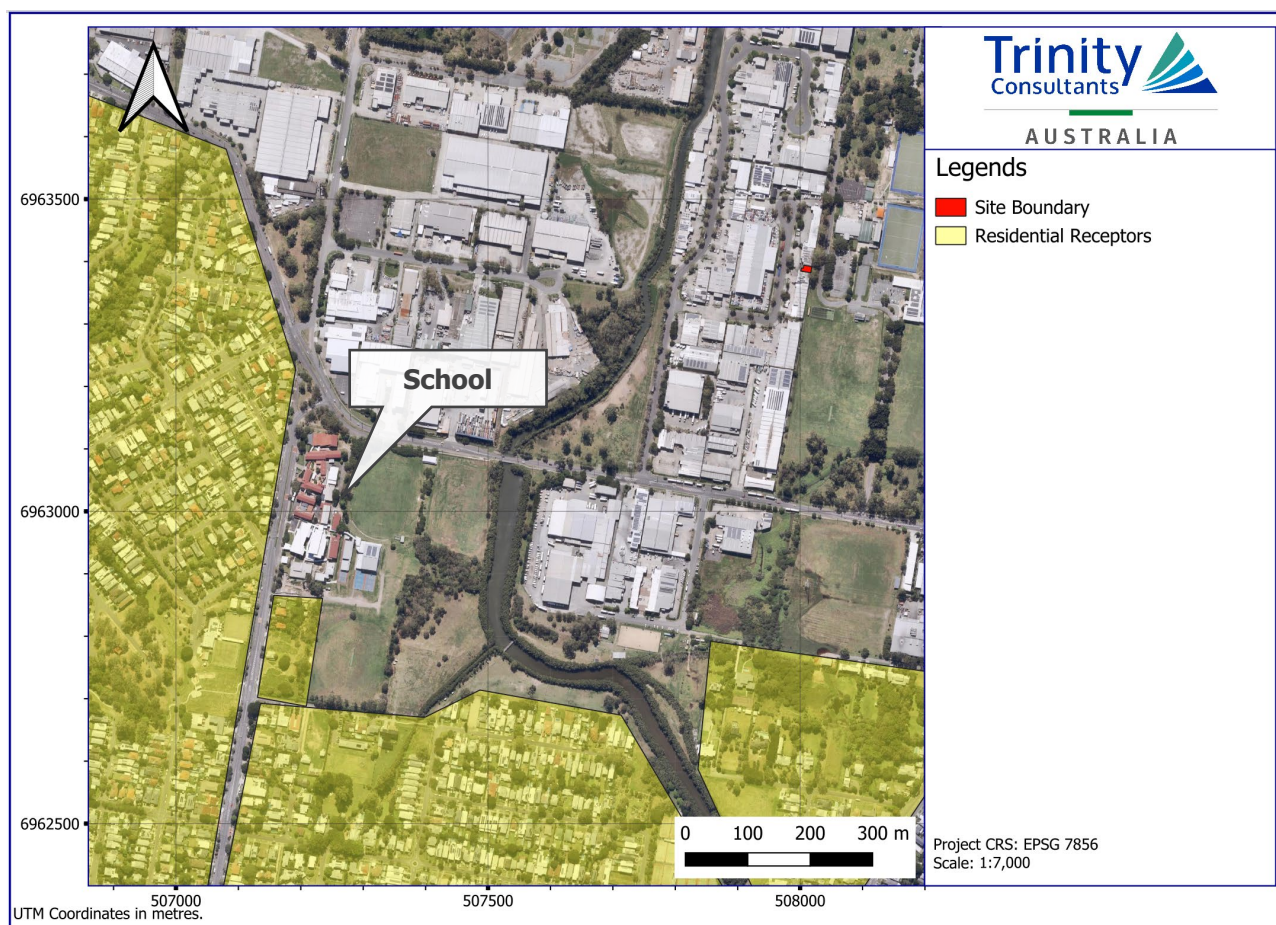 Trinity
Consultants
AUSTRALIA
Legends
Site Boundary
Residential Receptors
6963500
School
6963000
6962500
0 100 200 300 m
Project CRS: EPSG 7856
Scale: 1:7,000
507000 507500 508000
UTM Coordinates in metres.